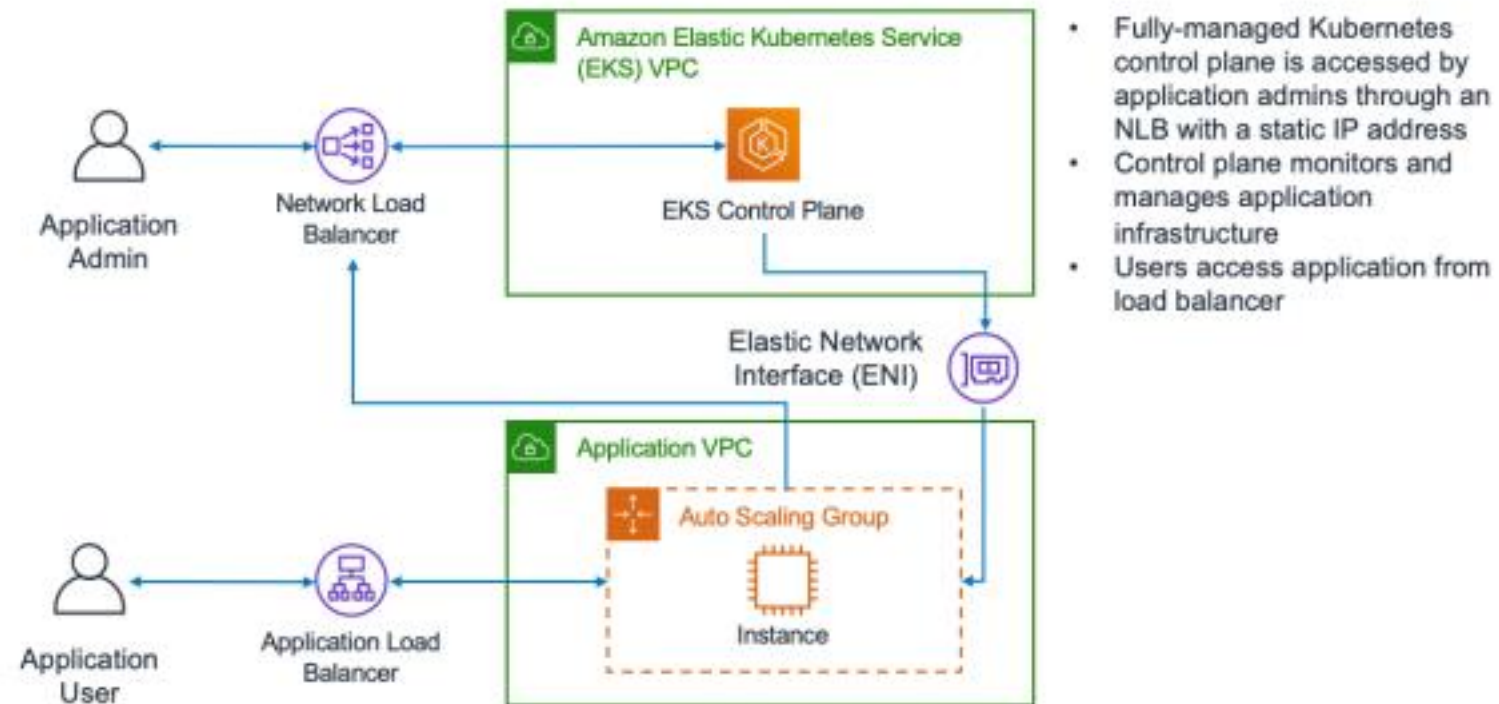 Amazon Elastic Kubernetes Service
(EKS) VPC
EKS Control Plane
Network Load
Balancer
Application
Admin
Elastic Network
Interface (ENI)
Application VPC
Auto Scaling Group
Instance
Application Load
Balancer
Application
User
• Fully-managed Kubernetes
control plane is accessed by
application admins through an
NLB with a static IP address
• Control plane monitors and
manages application
infrastructure
• Users access application from
load balancer